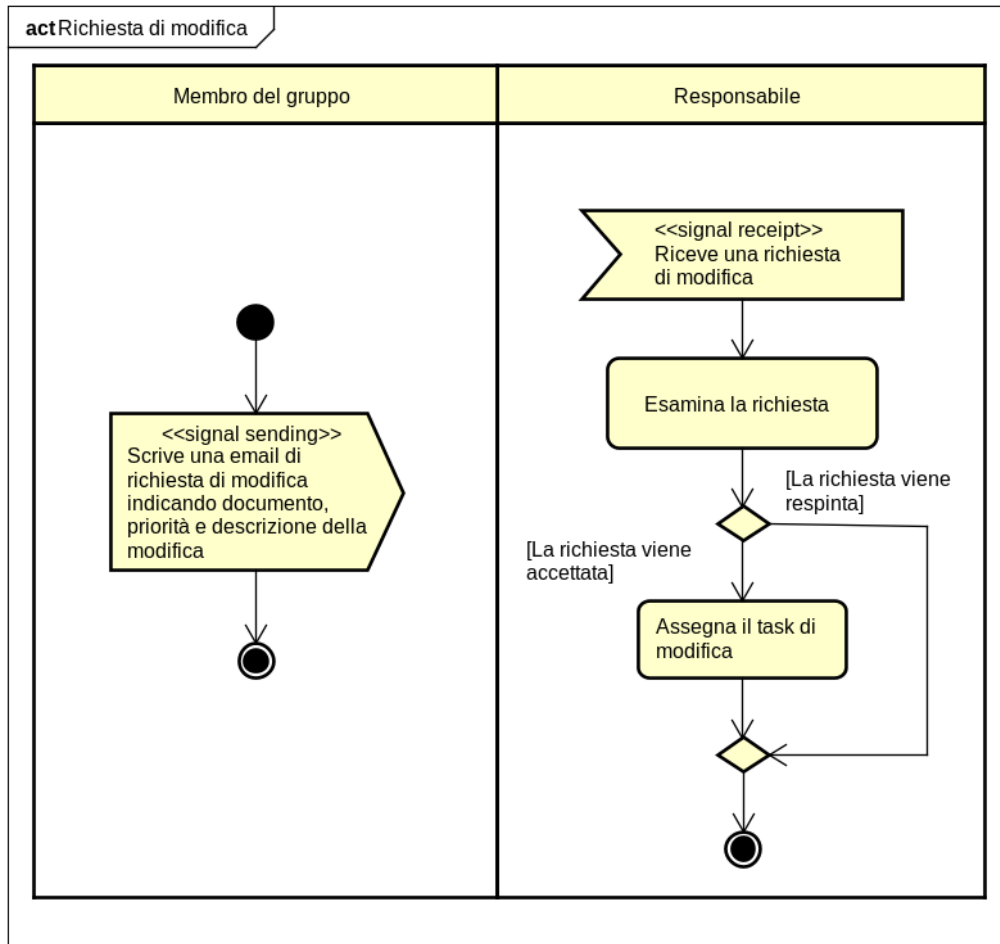 act Richiesta di modifica
Membro del gruppo
Responsabile
<<signal receipt>>
Riceve una richiesta
di modifica
Esamina la richiesta
<<signal sending>>
Scrive una email di
richiesta di modifica
indicando documento,
priorità e descrizione della
modifica
[La richiesta viene
respinta]
[La richiesta viene
accettata]
Assegna il task di
modifica